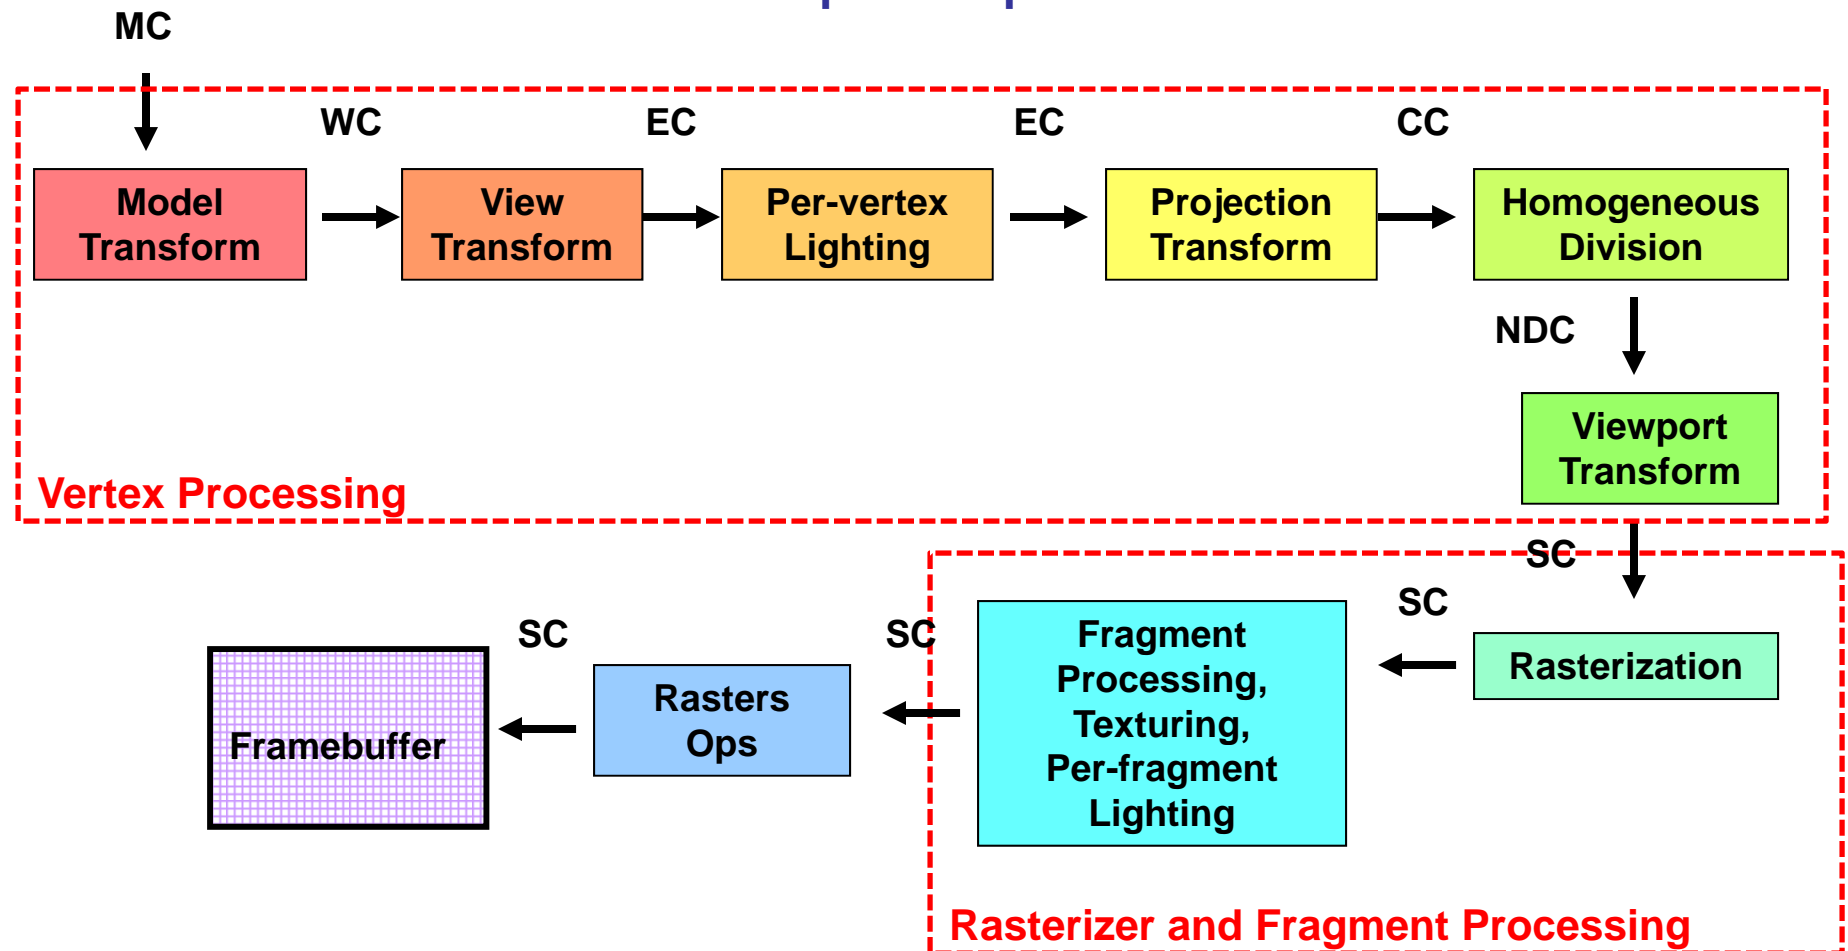 MC
WC
EC
EC
CC
Model
Transform
View
Transform
Per-vertex
Lighting
Projection
Transform
Homogeneous
Division
NDC
Viewport
Transform
Vertex Processing
SC
SC
Rasterization
Fragment
Processing,
Texturing,
Per-fragment
Lighting
SC
Rasters
Ops
SC
Framebuffer
Rasterizer and Fragment Processing